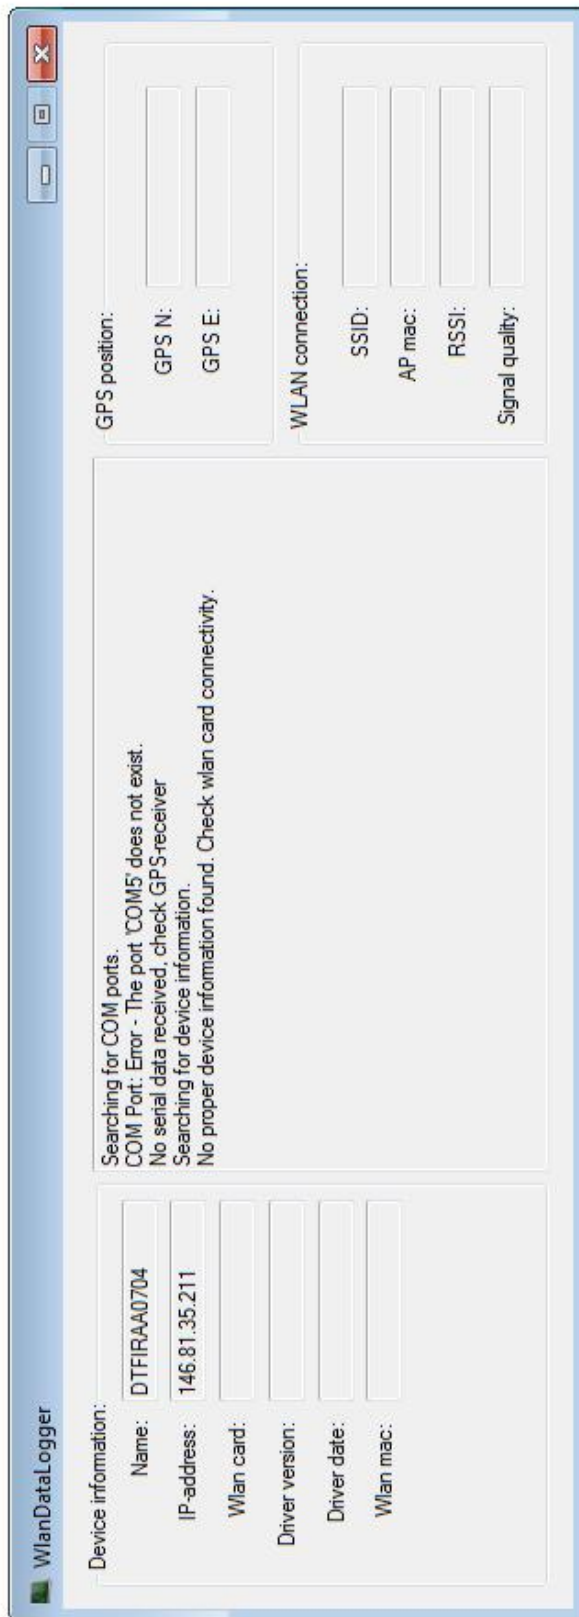 WlanDataLogger
Device information:
Name: DTFIRAA0704
IP-address: 146.81.35.211
Wlan card:
Driver version:
Driver date:
Wlan mac:
Searching for COM ports.
COM Port: Error - The port 'COM5' does not exist.
No serial data received, check GPS-receiver
Searching for device information.
No proper device information found. Check wlan card connectivity.
GPS position:
GPS N:
GPS E:
WLAN connection:
SSID:
AP mac:
RSSI:
Signal quality: